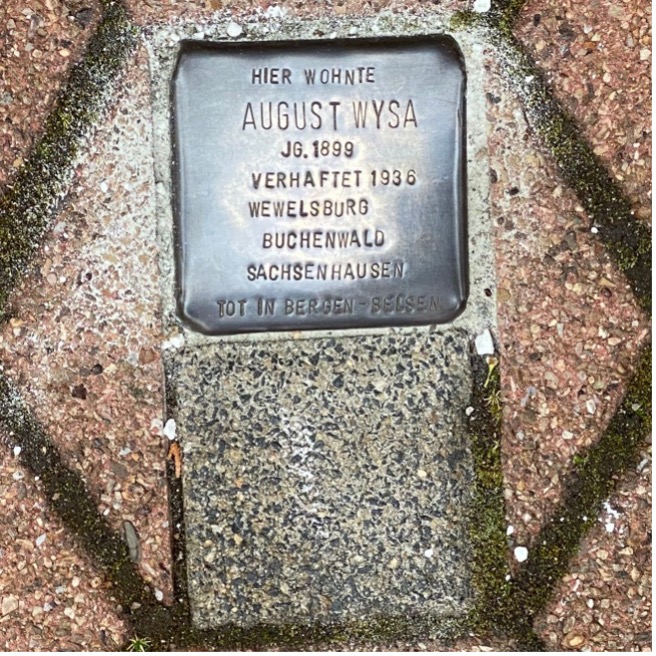 HIER WOHNTE
AUGUST WYSA
JG. 1899
VERHAFTET 1936
WEWELSBURG
BUCHENWALD
SACHSENHAUSEN
TOT IN BERGEN-BELSEN